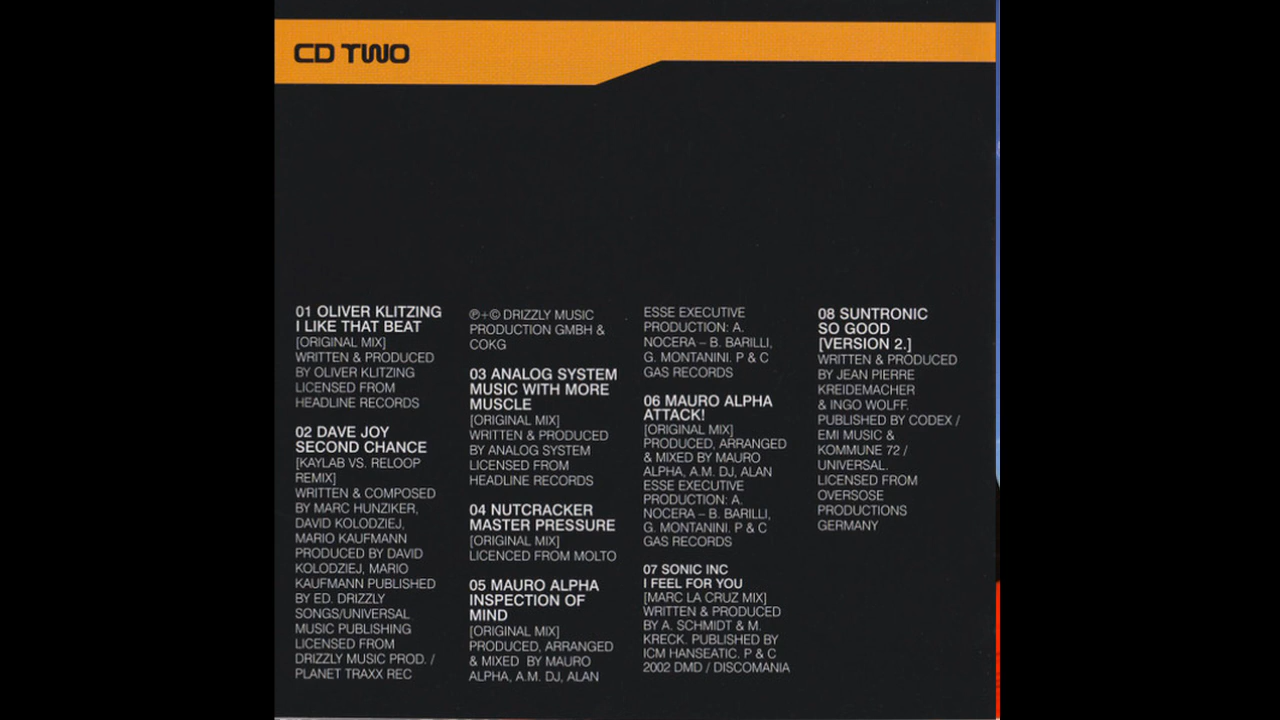 CD TWO
01 OLIVER KLITZING
I LIKE THAT BEAT
[ORIGINAL MIX]
WRITTEN & PRODUCED
BY OLIVER KLITZING
LICENSED FROM
HEADLINE RECORDS
02 DAVE JOY
SECOND CHANCE
[KAYLAB VS. RELOOP
REMIX]
WRITTEN & COMPOSED
BY MARC HUNZIKER,
DAVID KOLODZIEJ,
MARIO KAUFMANN
PRODUCED BY DAVID
KOLODZIEJ, MARIO
KAUFMANN PUBLISHED
BY ED. DRIZZLY
SONGS/UNIVERSAL
MUSIC PUBLISHING
LICENSED FROM
DRIZZLY MUSIC PROD. /
PLANET TRAXX REC
℗+© DRIZZLY MUSIC
PRODUCTION GMBH &
COKG
03 ANALOG SYSTEM
MUSIC WITH MORE
MUSCLE
[ORIGINAL MIX]
WRITTEN & PRODUCED
BY ANALOG SYSTEM
LICENSED FROM
HEADLINE RECORDS
04 NUTCRACKER
MASTER PRESSURE
[ORIGINAL MIX]
LICENCED FROM MOLTO
05 MAURO ALPHA
INSPECTION OF
MIND
[ORIGINAL MIX]
PRODUCED, ARRANGED
& MIXED BY MAURO
ALPHA, A.M. DJ, ALAN
ESSE EXECUTIVE
PRODUCTION: A.
NOCERA – B. BARILLI,
G. MONTANINI. P & C
GAS RECORDS
06 MAURO ALPHA
ATTACK!
[ORIGINAL MIX]
PRODUCED, ARRANGED
& MIXED BY MAURO
ALPHA, A.M. DJ, ALAN
ESSE EXECUTIVE
PRODUCTION: A.
NOCERA – B. BARILLI,
G. MONTANINI. P & C
GAS RECORDS
07 SONIC INC
I FEEL FOR YOU
[MARC LA CRUZ MIX]
WRITTEN & PRODUCED
BY A. SCHMIDT & M.
KRECK. PUBLISHED BY
ICM HANSEATIC. P & C
2002 DMD / DISCOMANIA
08 SUNTRONIC
SO GOOD
[VERSION 2.]
WRITTEN & PRODUCED
BY JEAN PIERRE
KREIDEMACHER
& INGO WOLFF.
PUBLISHED BY CODEX /
EMI MUSIC &
KOMMUNE 72 /
UNIVERSAL.
LICENSED FROM
OVERSOSE
PRODUCTIONS
GERMANY